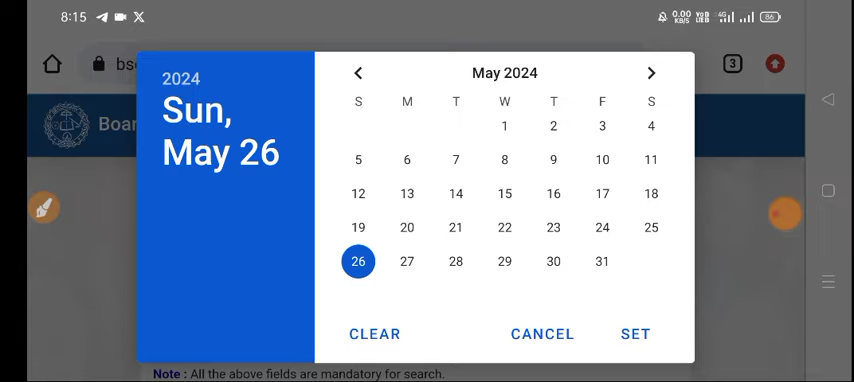 8:15
0.00 KB/S 4G 86
bs
3
Boar
2024
Sun,
May 26
May 2024
S M T W T F S
1 2 3 4
5 6 7 8 9 10 11
12 13 14 15 16 17 18
19 20 21 22 23 24 25
26 27 28 29 30 31
CLEAR CANCEL SET
Note : All the above fields are mandatory for search.